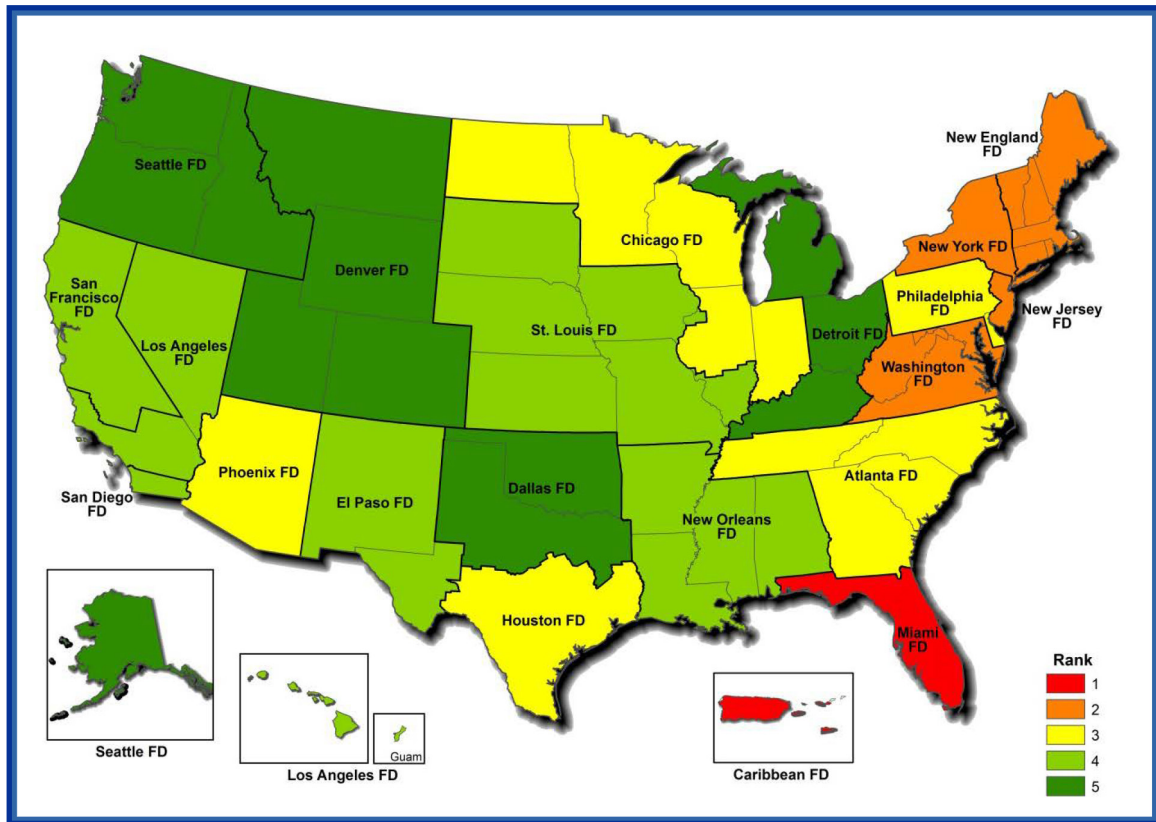 New England
FD
Seattle FD
Chicago FD
New York FD
Denver FD
San
Francisco
FD
Philadelphia
FD
New Jersey
FD
St. Louis FD
Detroit FD
Los Angeles
FD
Washington
FD
Phoenix FD
Atlanta FD
San Diego
FD
El Paso FD
Dallas FD
New Orleans
FD
Houston FD
Miami
FD
Rank
1
2
3
4
5
Seattle FD
Guam
Los Angeles FD
Caribbean FD